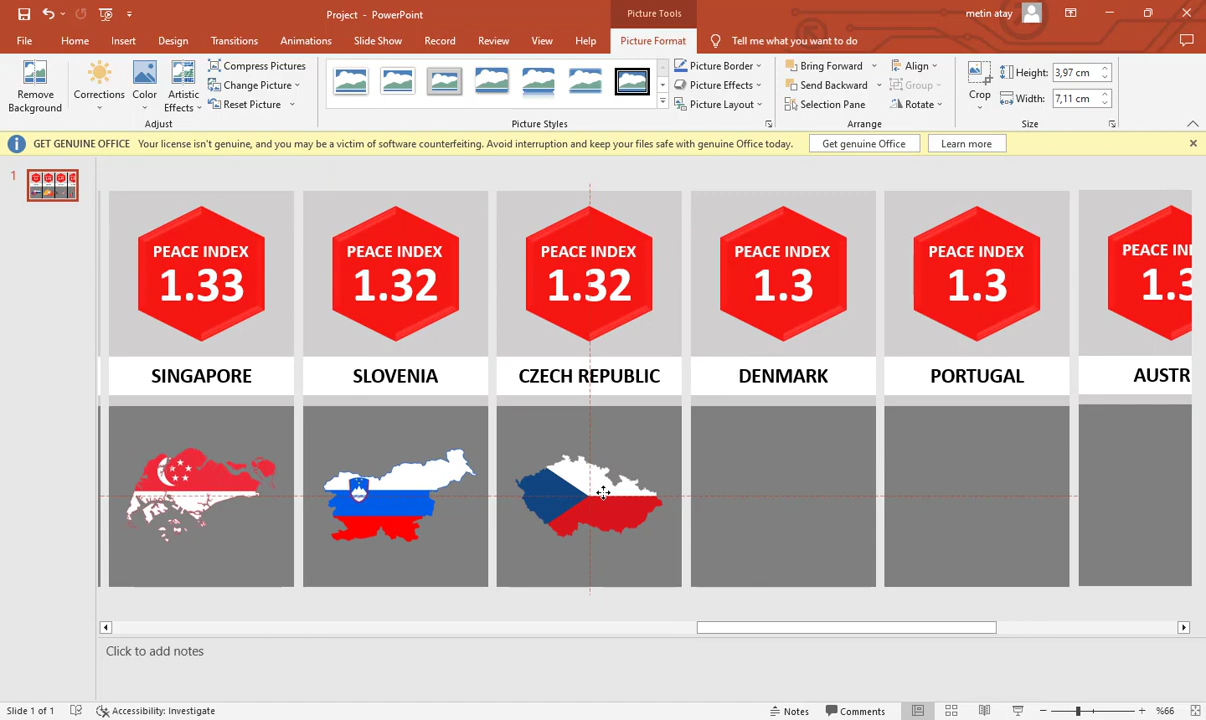 Project - PowerPoint
Picture Tools
metin atay
File Home Insert Design Transitions Animations Slide Show Record Review View Help Picture Format Tell me what you want to do
Remove Background
Corrections
Color
Artistic Effects
Compress Pictures
Change Picture
Reset Picture
Adjust
Picture Styles
Picture Border
Picture Effects
Picture Layout
Bring Forward
Send Backward
Selection Pane
Align
Group
Rotate
Arrange
Crop
Height: 3,97 cm
Width: 7,11 cm
Size
GET GENUINE OFFICE Your license isn't genuine, and you may be a victim of software counterfeiting. Avoid interruption and keep your files safe with genuine Office today. Get genuine Office Learn more
1
PEACE INDEX
1.33
SINGAPORE
PEACE INDEX
1.32
SLOVENIA
PEACE INDEX
1.32
CZECH REPUBLIC
PEACE INDEX
1.3
DENMARK
PEACE INDEX
1.3
PORTUGAL
PEACE IN
1.3
AUSTR
Click to add notes
Slide 1 of 1 Accessibility: Investigate Notes Comments %66